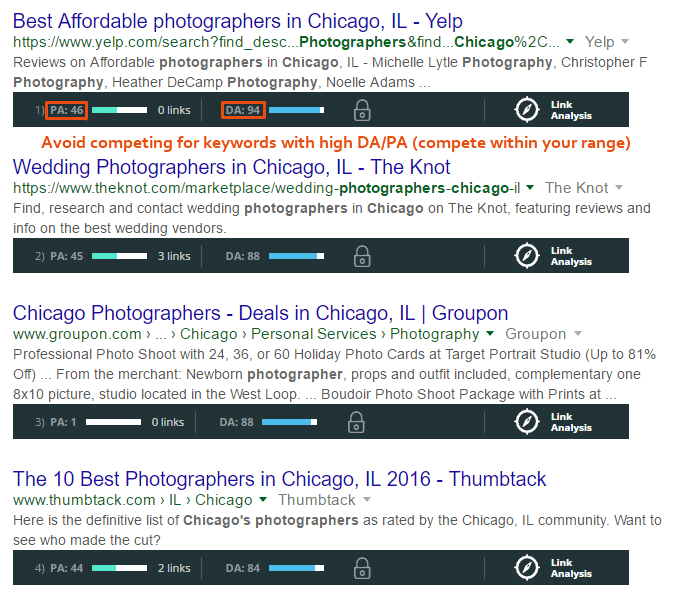 Best Affordable photographers in Chicago, IL - Yelp
https://www.yelp.com/search?find_desc...Photographers&find...Chicago%2C... Yelp
Reviews on Affordable photographers in Chicago, IL - Michelle Lytle Photography, Christopher F
Photography, Heather DeCamp Photography, Noelle Adams ...
1) PA: 46 0 links DA: 94 Link Analysis
Avoid competing for keywords with high DA/PA (compete within your range)
Wedding Photographers in Chicago, IL - The Knot
https://www.theknot.com/marketplace/wedding-photographers-chicago-il The Knot
Find, research and contact wedding photographers in Chicago on The Knot, featuring reviews and
info on the best wedding vendors.
2) PA: 45 3 links DA: 88 Link Analysis
Chicago Photographers - Deals in Chicago, IL | Groupon
www.groupon.com › ... › Chicago › Personal Services › Photography Groupon
Professional Photo Shoot with 24, 36, or 60 Holiday Photo Cards at Target Portrait Studio (Up to 81%
Off) ... From the merchant: Newborn photographer, props and outfit included, complementary one
8x10 picture, studio located in the West Loop. ... Boudoir Photo Shoot Package with Prints at ...
3) PA: 1 0 links DA: 88 Link Analysis
The 10 Best Photographers in Chicago, IL 2016 - Thumbtack
www.thumbtack.com › IL › Chicago Thumbtack
Here is the definitive list of Chicago's photographers as rated by the Chicago, IL community. Want to
see who made the cut?
4) PA: 44 2 links DA: 84 Link Analysis